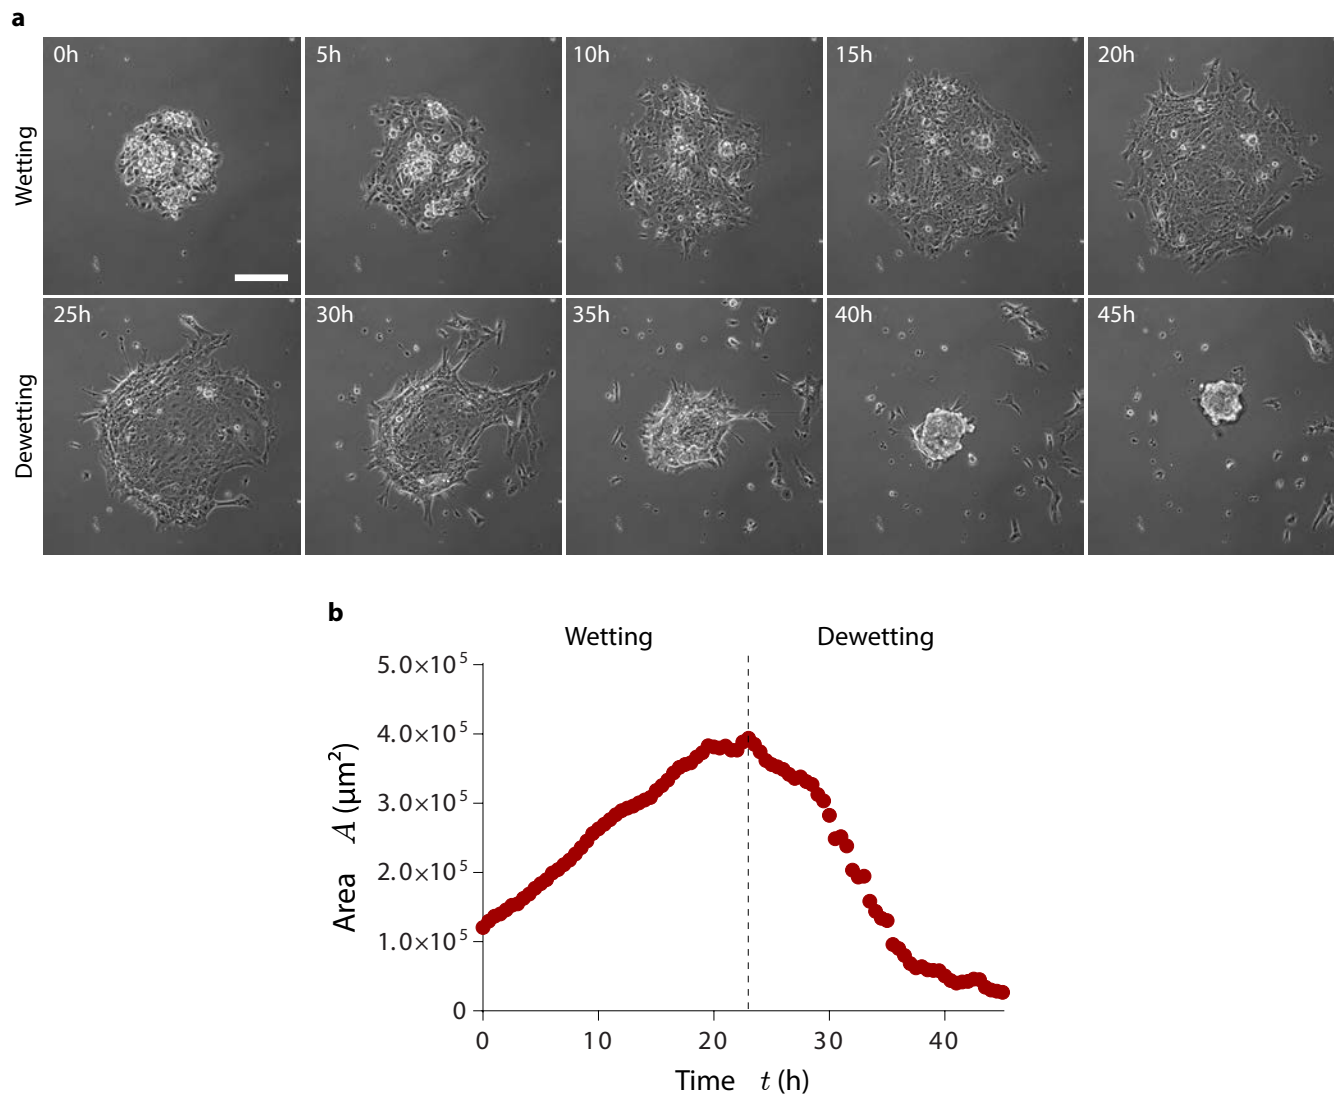 a
0h 5h 10h 15h 20h
Wetting
25h 30h 35h 40h 45h
Dewetting
b
Wetting Dewetting
5.0×10⁵
4.0×10⁵
3.0×10⁵
2.0×10⁵
1.0×10⁵
0
Area A (μm²)
0 10 20 30 40
Time t (h)